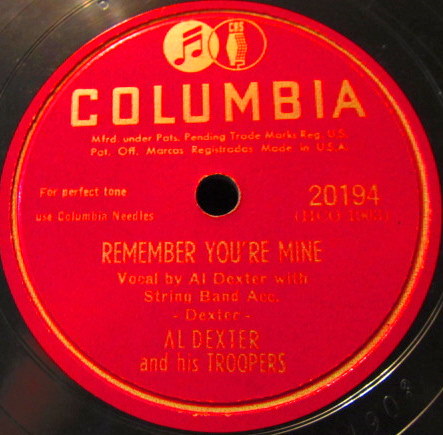 CBS
COLUMBIA
Mfrd. under Pats. Pending Trade Marks Reg. U.S.
Pat. Off. Marcas Registradas Made in U.S.A.
For perfect tone
use Columbia Needles
20194
REMEMBER YOU'RE MINE
Vocal by Al Dexter with
String Band Acc.
- Dexter -
AL DEXTER
and his TROOPERS